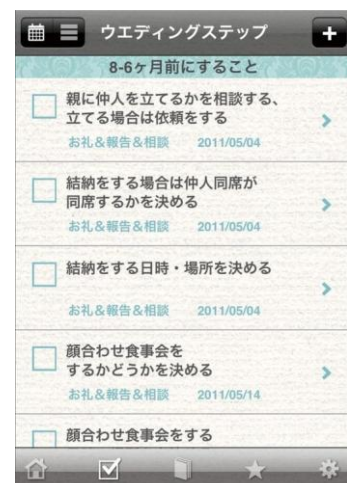 ウエディングステップ
8-6ヶ月前にすること
親に仲人を立てるかを相談する、
立てる場合は依頼をする
お礼&報告&相談 2011/05/04
結納をする場合は仲人同席が
同席するかを決める
お礼&報告&相談 2011/05/04
結納をする日時・場所を決める
お礼&報告&相談 2011/05/04
顔合わせ食事会を
するかどうかを決める
お礼&報告&相談 2011/05/14
顔合わせ食事会をする